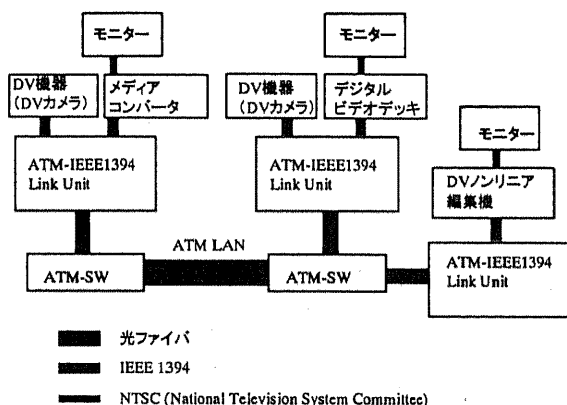 モニター
モニター
DV機器
(DVカメラ)
メディア
コンバータ
DV機器
(DVカメラ)
デジタル
ビデオデッキ
モニター
ATM-IEEE1394
Link Unit
ATM-IEEE1394
Link Unit
DVノンリニア
編集機
ATM LAN
ATM-SW
ATM-SW
ATM-IEEE1394
Link Unit
光ファイバ
IEEE 1394
NTSC (National Television System Committee)